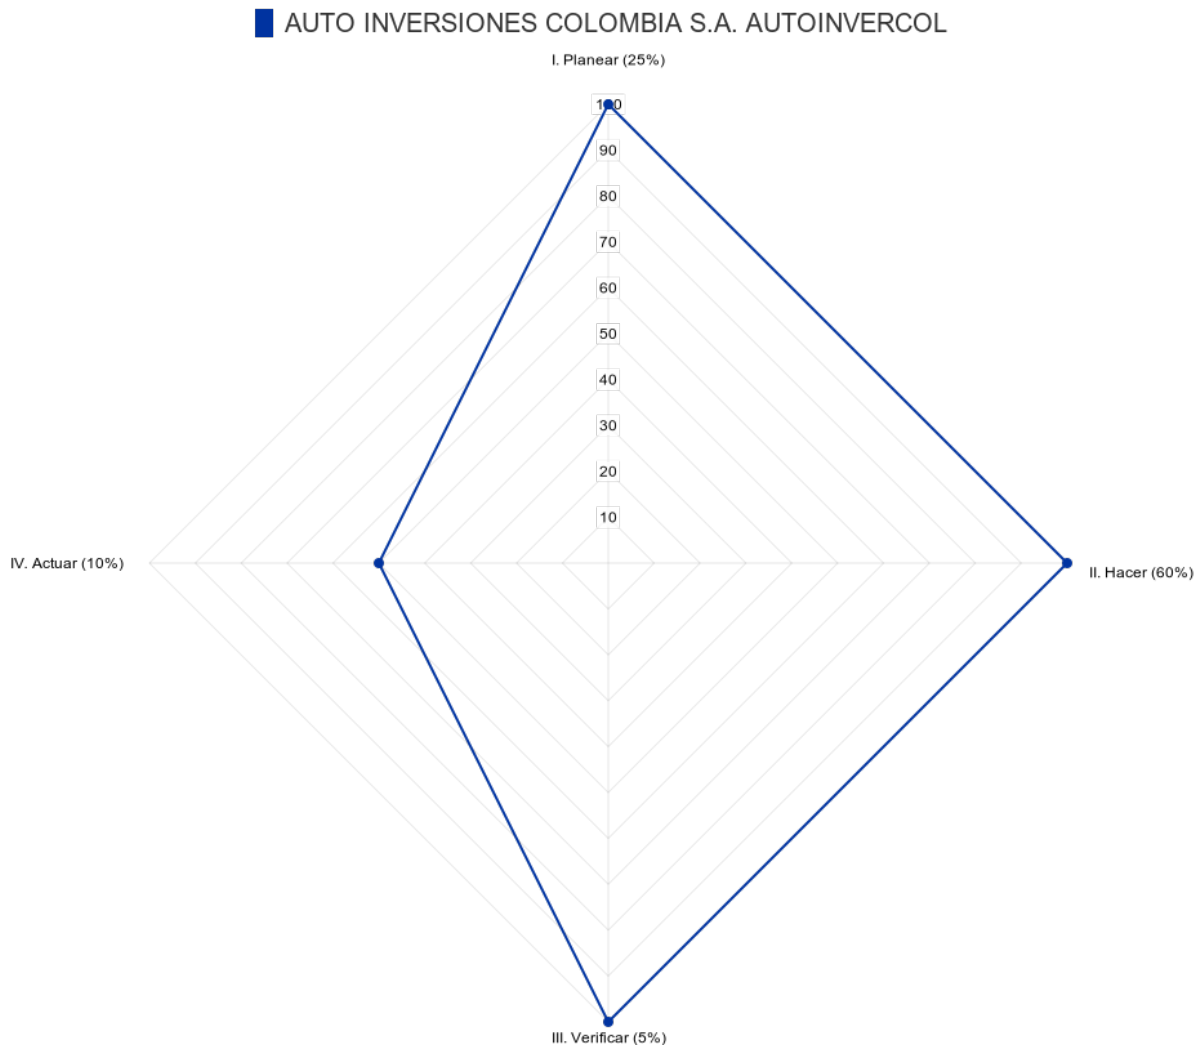 AUTO INVERSIONES COLOMBIA S.A. AUTOINVERCOL
I. Planear (25%)
100
90
80
70
60
50
40
30
20
10
IV. Actuar (10%)
II. Hacer (60%)
III. Verificar (5%)